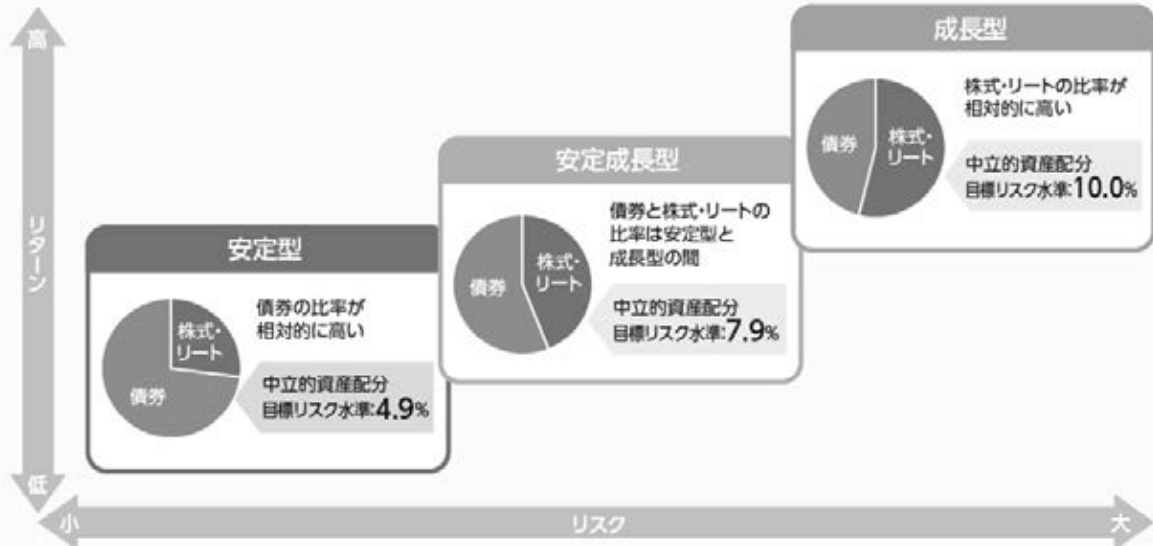 高
リターン
低
小
リスク
大
安定型
株式・
リート
債券
債券の比率が
相対的に高い
中立的資産配分
目標リスク水準:4.9%
安定成長型
債券
株式・
リート
債券と株式・リートの
比率は安定型と
成長型の間
中立的資産配分
目標リスク水準:7.9%
成長型
債券
株式・
リート
株式・リートの比率が
相対的に高い
中立的資産配分
目標リスク水準:10.0%